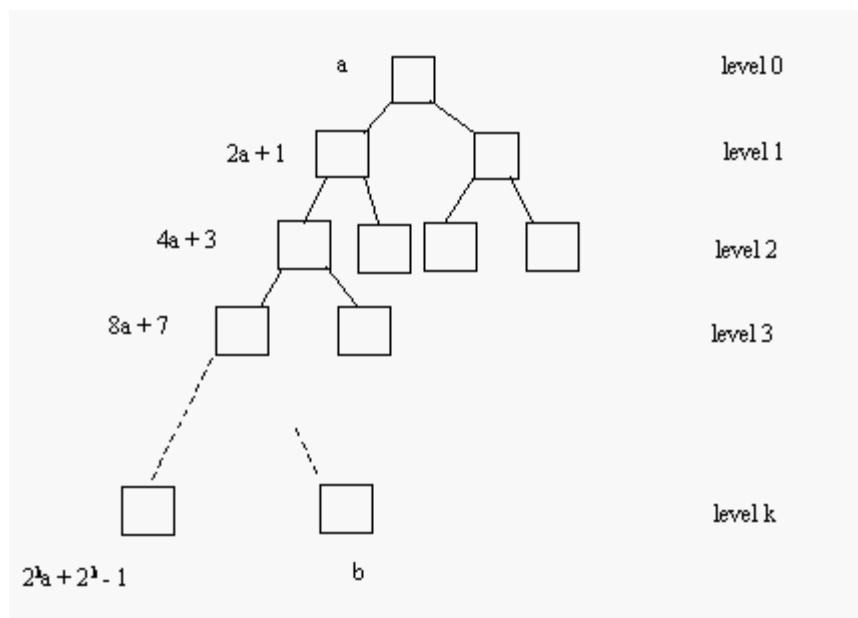 a level 0
2a + 1 level 1
4a + 3 level 2
8a + 7 level 3
level k
2ᵏa + 2ᵏ - 1 b